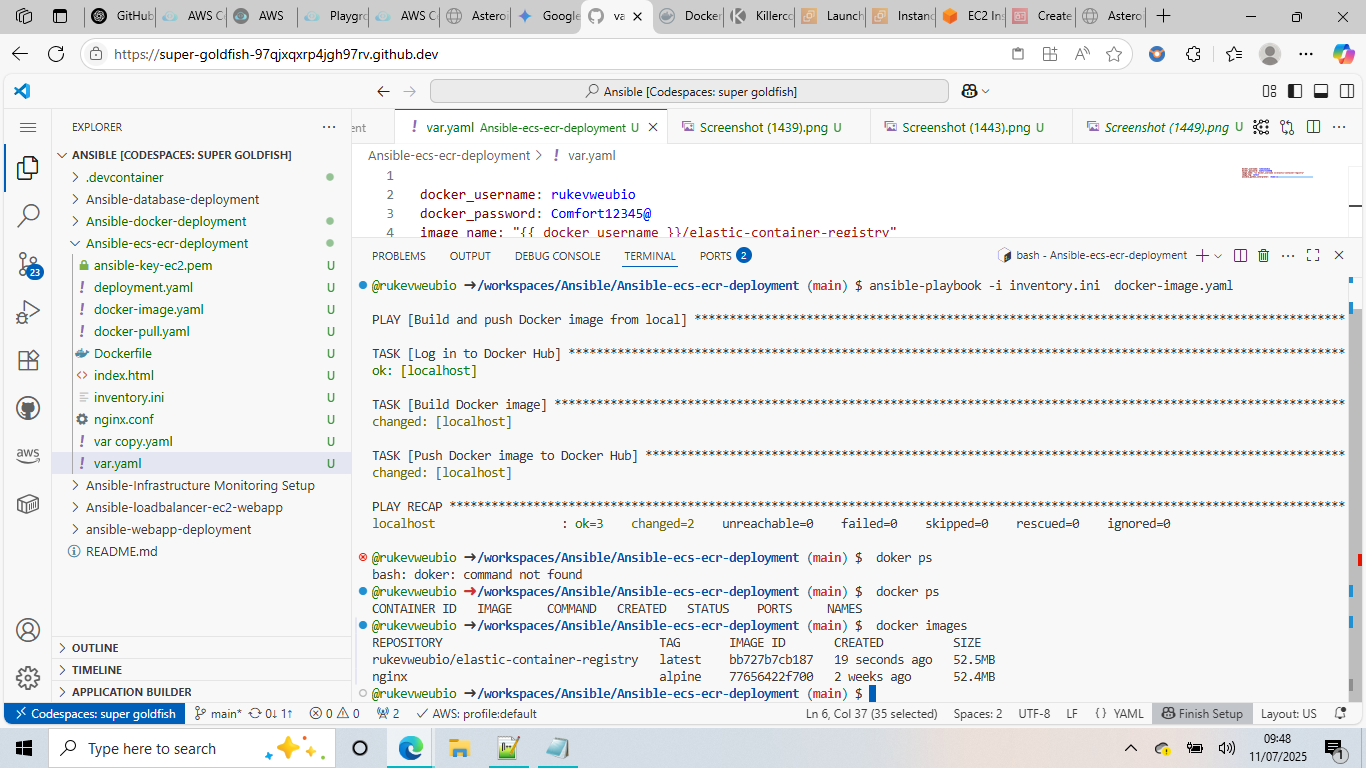 GitHub
AWS Co
AWS
Playgro
AWS Co
Astero
Google
va
Docker
Killerco
Launch
Instanc
EC2 Ins
Create
Astero
https://super-goldfish-97qjxqxrp4jgh97rv.github.dev
Ansible [Codespaces: super goldfish]
EXPLORER
ent
var.yaml Ansible-ecs-ecr-deployment U
Screenshot (1439).png U
Screenshot (1443).png U
Screenshot (1449).png U
ANSIBLE [CODESPACES: SUPER GOLDFISH]
.devcontainer
Ansible-database-deployment
Ansible-docker-deployment
Ansible-ecs-ecr-deployment
ansible-key-ec2.pem U
deployment.yaml U
docker-image.yaml U
docker-pull.yaml U
Dockerfile U
index.html U
inventory.ini U
nginx.conf U
var copy.yaml U
var.yaml U
Ansible-Infrastructure Monitoring Setup
Ansible-loadbalancer-ec2-webapp
ansible-webapp-deployment
README.md
OUTLINE
TIMELINE
APPLICATION BUILDER
23
aws
Ansible-ecs-ecr-deployment > ! var.yaml
1
2 docker_username: rukevweubio
3 docker_password: Comfort12345@
4 image_name: "{{ docker_username }}/elastic-container-registry"
PROBLEMS OUTPUT DEBUG CONSOLE TERMINAL PORTS 2
bash - Ansible-ecs-ecr-deployment
@rukevweubio ➜/workspaces/Ansible/Ansible-ecs-ecr-deployment (main) $ ansible-playbook -i inventory.ini  docker-image.yaml
PLAY [Build and push Docker image from local] *********************************************************************************************
TASK [Log in to Docker Hub] ***************************************************************************************************************
ok: [localhost]
TASK [Build Docker image] *****************************************************************************************************************
changed: [localhost]
TASK [Push Docker image to Docker Hub] ****************************************************************************************************
changed: [localhost]
PLAY RECAP ********************************************************************************************************************************
localhost                  : ok=3    changed=2    unreachable=0    failed=0    skipped=0    rescued=0    ignored=0
@rukevweubio ➜/workspaces/Ansible/Ansible-ecs-ecr-deployment (main) $  doker ps
bash: doker: command not found
@rukevweubio ➜/workspaces/Ansible/Ansible-ecs-ecr-deployment (main) $  docker ps
CONTAINER ID   IMAGE     COMMAND   CREATED   STATUS    PORTS     NAMES
@rukevweubio ➜/workspaces/Ansible/Ansible-ecs-ecr-deployment (main) $  docker images
REPOSITORY                               TAG       IMAGE ID       CREATED          SIZE
rukevweubio/elastic-container-registry   latest    bb727b7cb187   19 seconds ago   52.5MB
nginx                                    alpine    77656422f700   2 weeks ago      52.4MB
@rukevweubio ➜/workspaces/Ansible/Ansible-ecs-ecr-deployment (main) $
Codespaces: super goldfish
main*
0↓ 1↑
0
0
2
AWS: profile:default
Ln 6, Col 37 (35 selected)
Spaces: 2
UTF-8
LF
{ } YAML
Finish Setup
Layout: US
Type here to search
09:48
11/07/2025
1